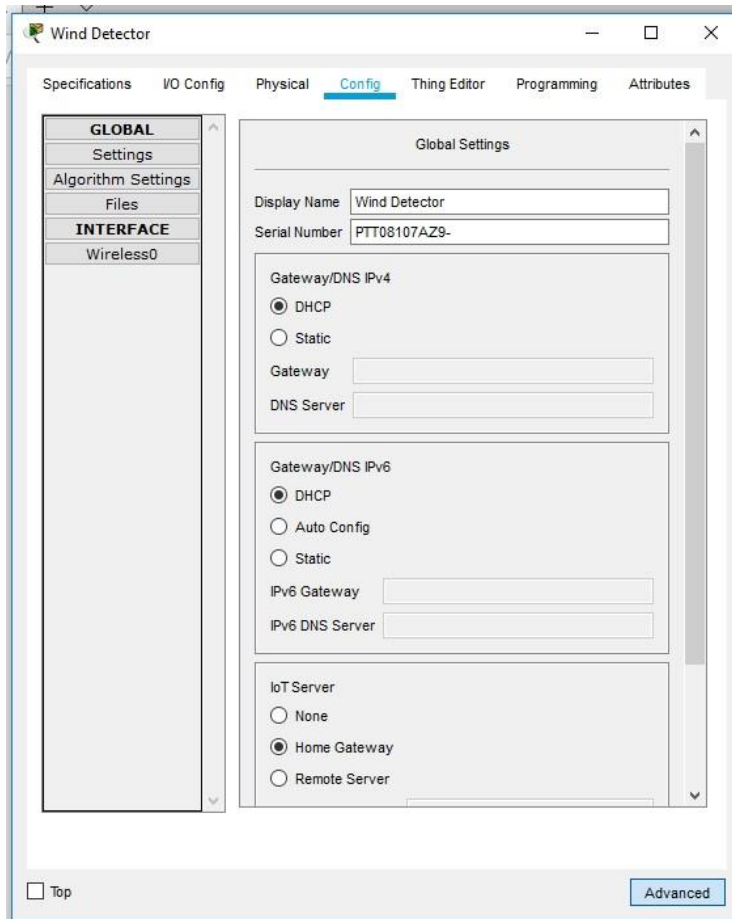 Wind Detector
Specifications I/O Config Physical Config Thing Editor Programming Attributes
GLOBAL
Settings
Algorithm Settings
Files
INTERFACE
Wireless0
Global Settings
Display Name Wind Detector
Serial Number PTT08107AZ9-
Gateway/DNS IPv4
DHCP
Static
Gateway
DNS Server
Gateway/DNS IPv6
DHCP
Auto Config
Static
IPv6 Gateway
IPv6 DNS Server
IoT Server
None
Home Gateway
Remote Server
Top
Advanced